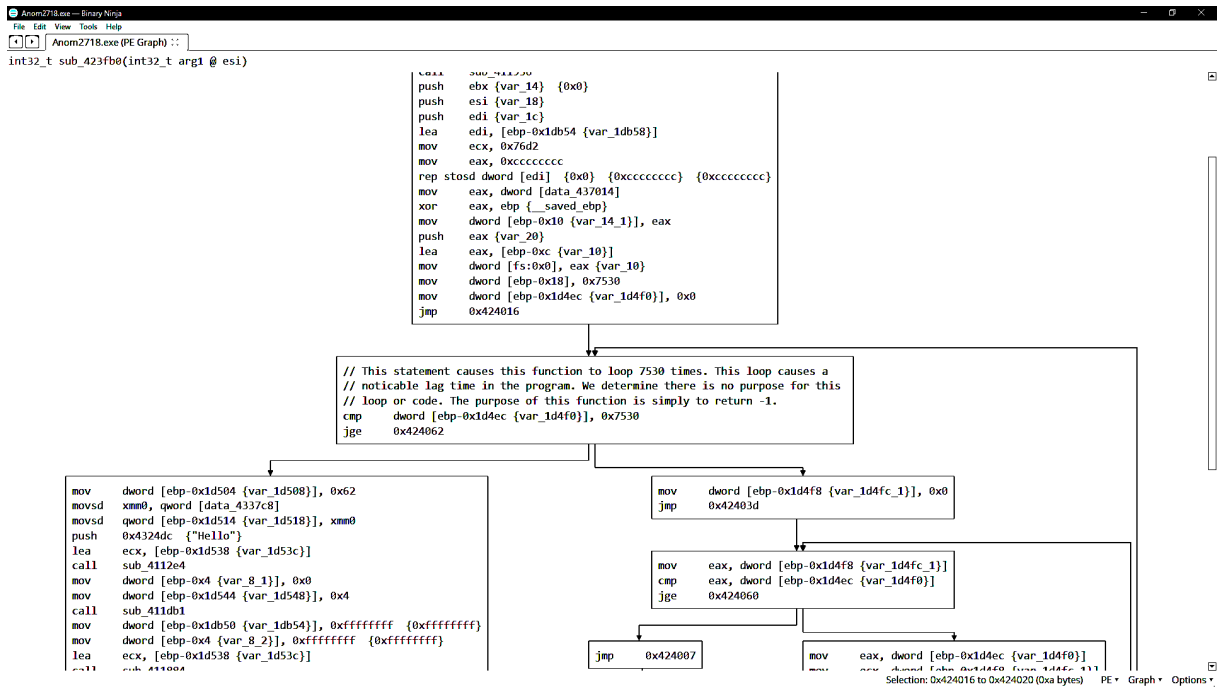 Anom2718.exe — Binary Ninja
File Edit View Tools Help
Anom2718.exe (PE Graph)
int32_t sub_423fb0(int32_t arg1 @ esi)
call sub_411958
push ebx {var_14} {0x0}
push esi {var_18}
push edi {var_1c}
lea edi, [ebp-0x1db54 {var_1db58}]
mov ecx, 0x76d2
mov eax, 0xcccccccc
rep stosd dword [edi] {0x0} {0xcccccccc} {0xcccccccc}
mov eax, dword [data_437014]
xor eax, ebp {__saved_ebp}
mov dword [ebp-0x10 {var_14_1}], eax
push eax {var_20}
lea eax, [ebp-0xc {var_10}]
mov dword [fs:0x0], eax {var_10}
mov dword [ebp-0x18], 0x7530
mov dword [ebp-0x1d4ec {var_1d4f0}], 0x0
jmp 0x424016
// This statement causes this function to loop 7530 times. This loop causes a
// noticable lag time in the program. We determine there is no purpose for this
// loop or code. The purpose of this function is simply to return -1.
cmp dword [ebp-0x1d4ec {var_1d4f0}], 0x7530
jge 0x424062
mov dword [ebp-0x1d504 {var_1d508}], 0x62
movsd xmm0, qword [data_4337c8]
movsd qword [ebp-0x1d514 {var_1d518}], xmm0
push 0x4324dc {"Hello"}
lea ecx, [ebp-0x1d538 {var_1d53c}]
call sub_4112e4
mov dword [ebp-0x4 {var_8_1}], 0x0
mov dword [ebp-0x1d544 {var_1d548}], 0x4
call sub_411db1
mov dword [ebp-0x1db50 {var_1db54}], 0xffffffff {0xffffffff}
mov dword [ebp-0x4 {var_8_2}], 0xffffffff {0xffffffff}
lea ecx, [ebp-0x1d538 {var_1d53c}]
call sub_411884
mov dword [ebp-0x1d4f8 {var_1d4fc_1}], 0x0
jmp 0x42403d
mov eax, dword [ebp-0x1d4f8 {var_1d4fc_1}]
cmp eax, dword [ebp-0x1d4ec {var_1d4f0}]
jge 0x424060
jmp 0x424007
mov eax, dword [ebp-0x1d4ec {var_1d4f0}]
mov ecx, dword [ebp-0x1d4f8 {var_1d4fc_1}]
Selection: 0x424016 to 0x424020 (0xa bytes) PE Graph Options